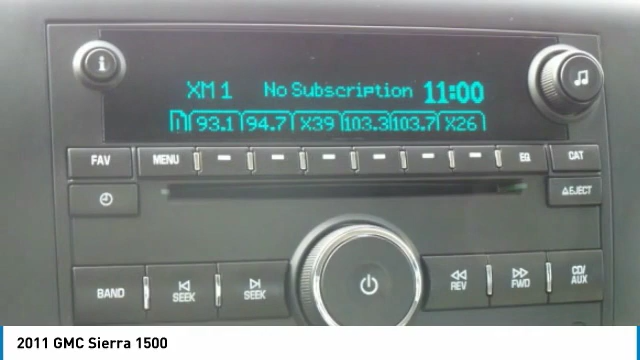 i
XM 1 No Subscription 11:00
1 93.1 94.7 X39 103.3 103.7 X26
FAV MENU EQ CAT
EJECT
BAND SEEK SEEK REV FWD CD/AUX
2011 GMC Sierra 1500